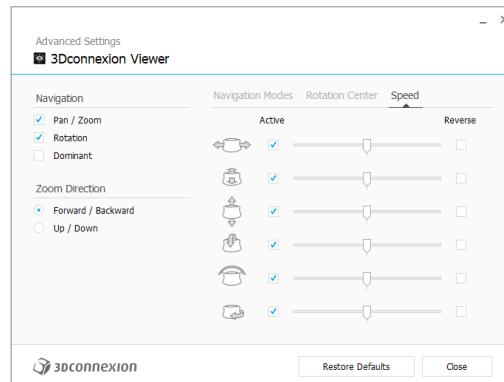 Advanced Settings
3Dconnexion Viewer
Navigation
Pan / Zoom
Rotation
Dominant
Zoom Direction
Forward / Backward
Up / Down
Navigation Modes Rotation Center Speed
Active Reverse
3Dconnexion
Restore Defaults Close